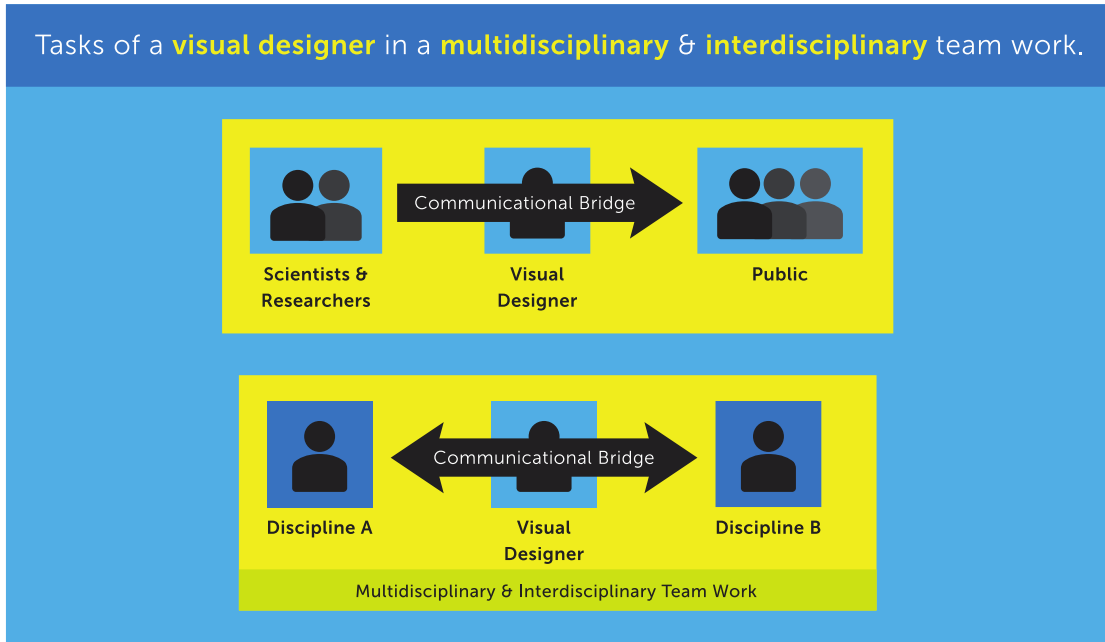 Tasks of a visual designer in a multidisciplinary & interdisciplinary team work.
Communicational Bridge
Scientists &
Researchers
Visual
Designer
Public
Communicational Bridge
Discipline A
Visual
Designer
Discipline B
Multidisciplinary & Interdisciplinary Team Work